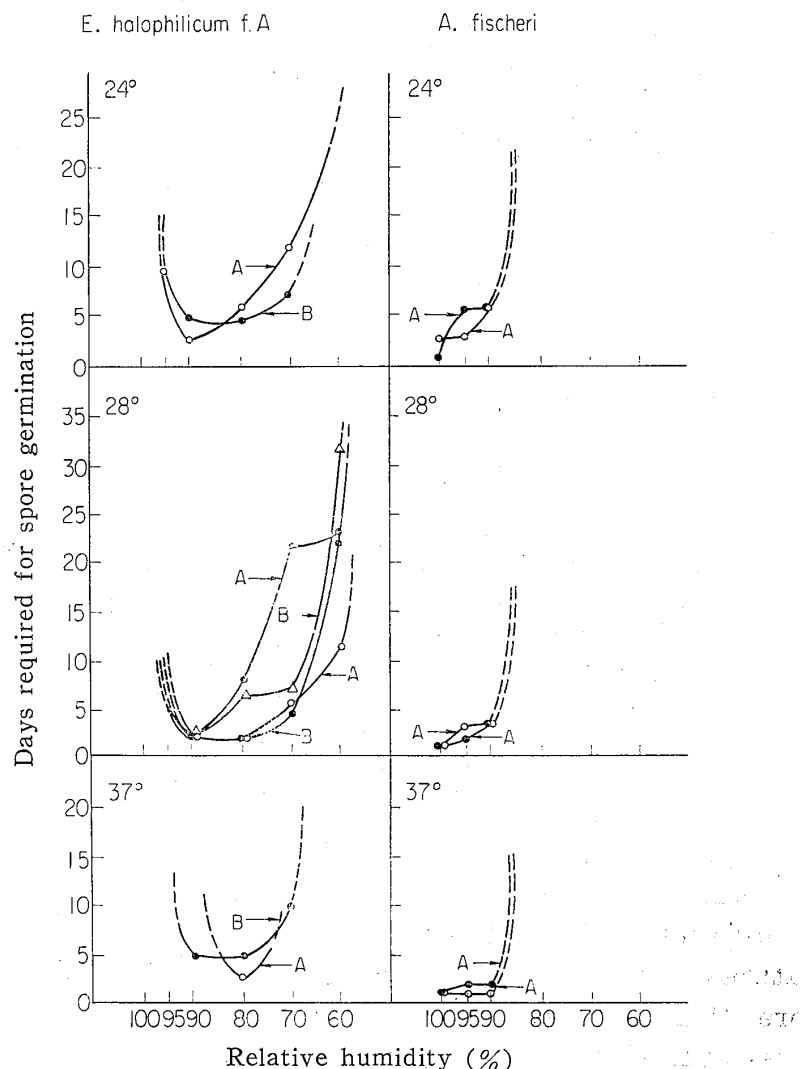 E. halophilicum f. A
A. fischeri
Days required for spore germination
24°
25
20
15
10
5
0
A
B
24°
A
A
28°
35
30
25
20
15
10
5
0
A
B
A
B
28°
A
A
37°
20
15
10
5
0
B
A
100 95 90 80 70 60
37°
A
A
100 95 90 80 70 60
Relative humidity (%)